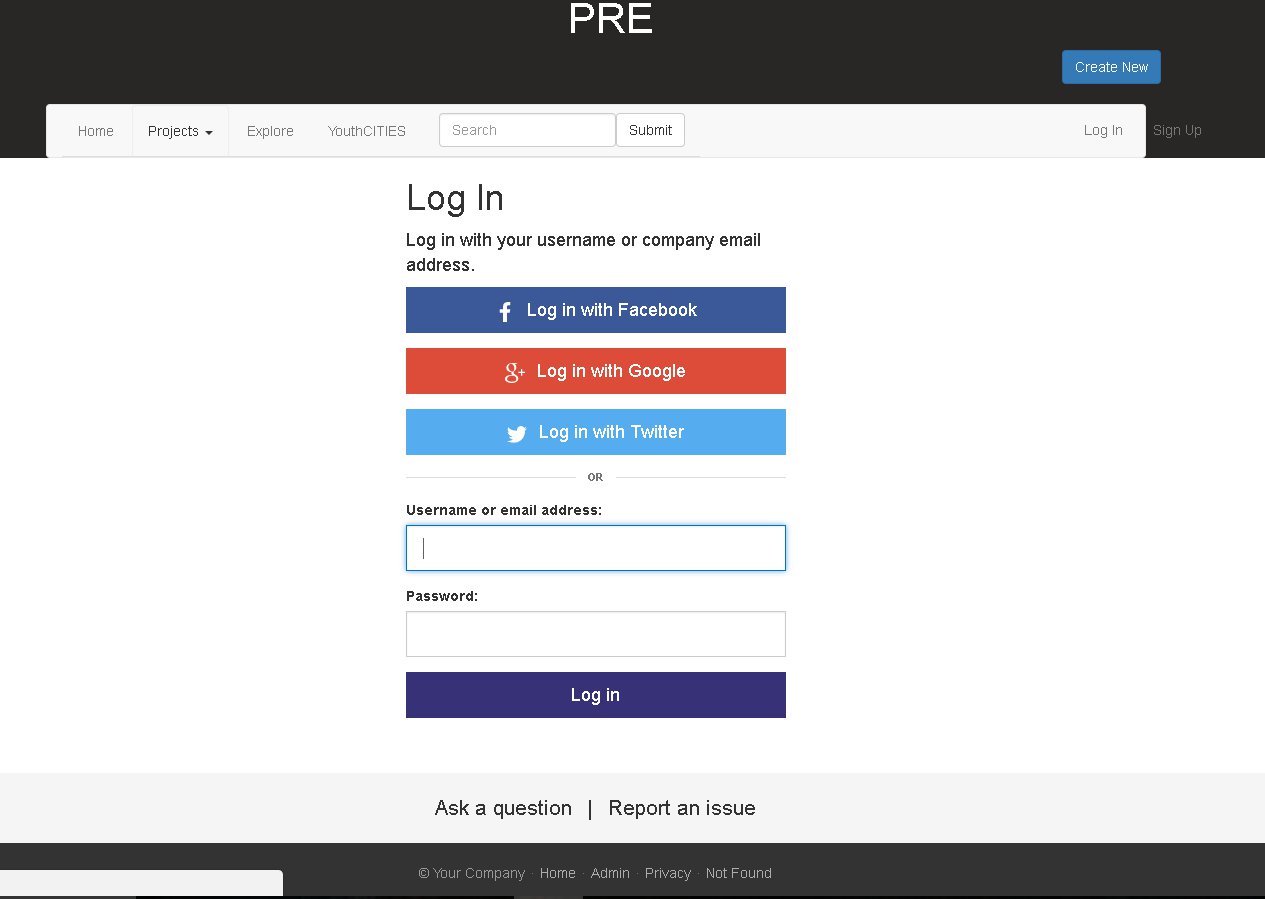 PRE
Create New
Home Projects Explore YouthCITIES Search Submit Log In Sign Up
Log In
Log in with your username or company email
address.
Log in with Facebook
Log in with Google
Log in with Twitter
OR
Username or email address:
Password:
Log in
Ask a question | Report an issue
© Your Company · Home · Admin · Privacy · Not Found